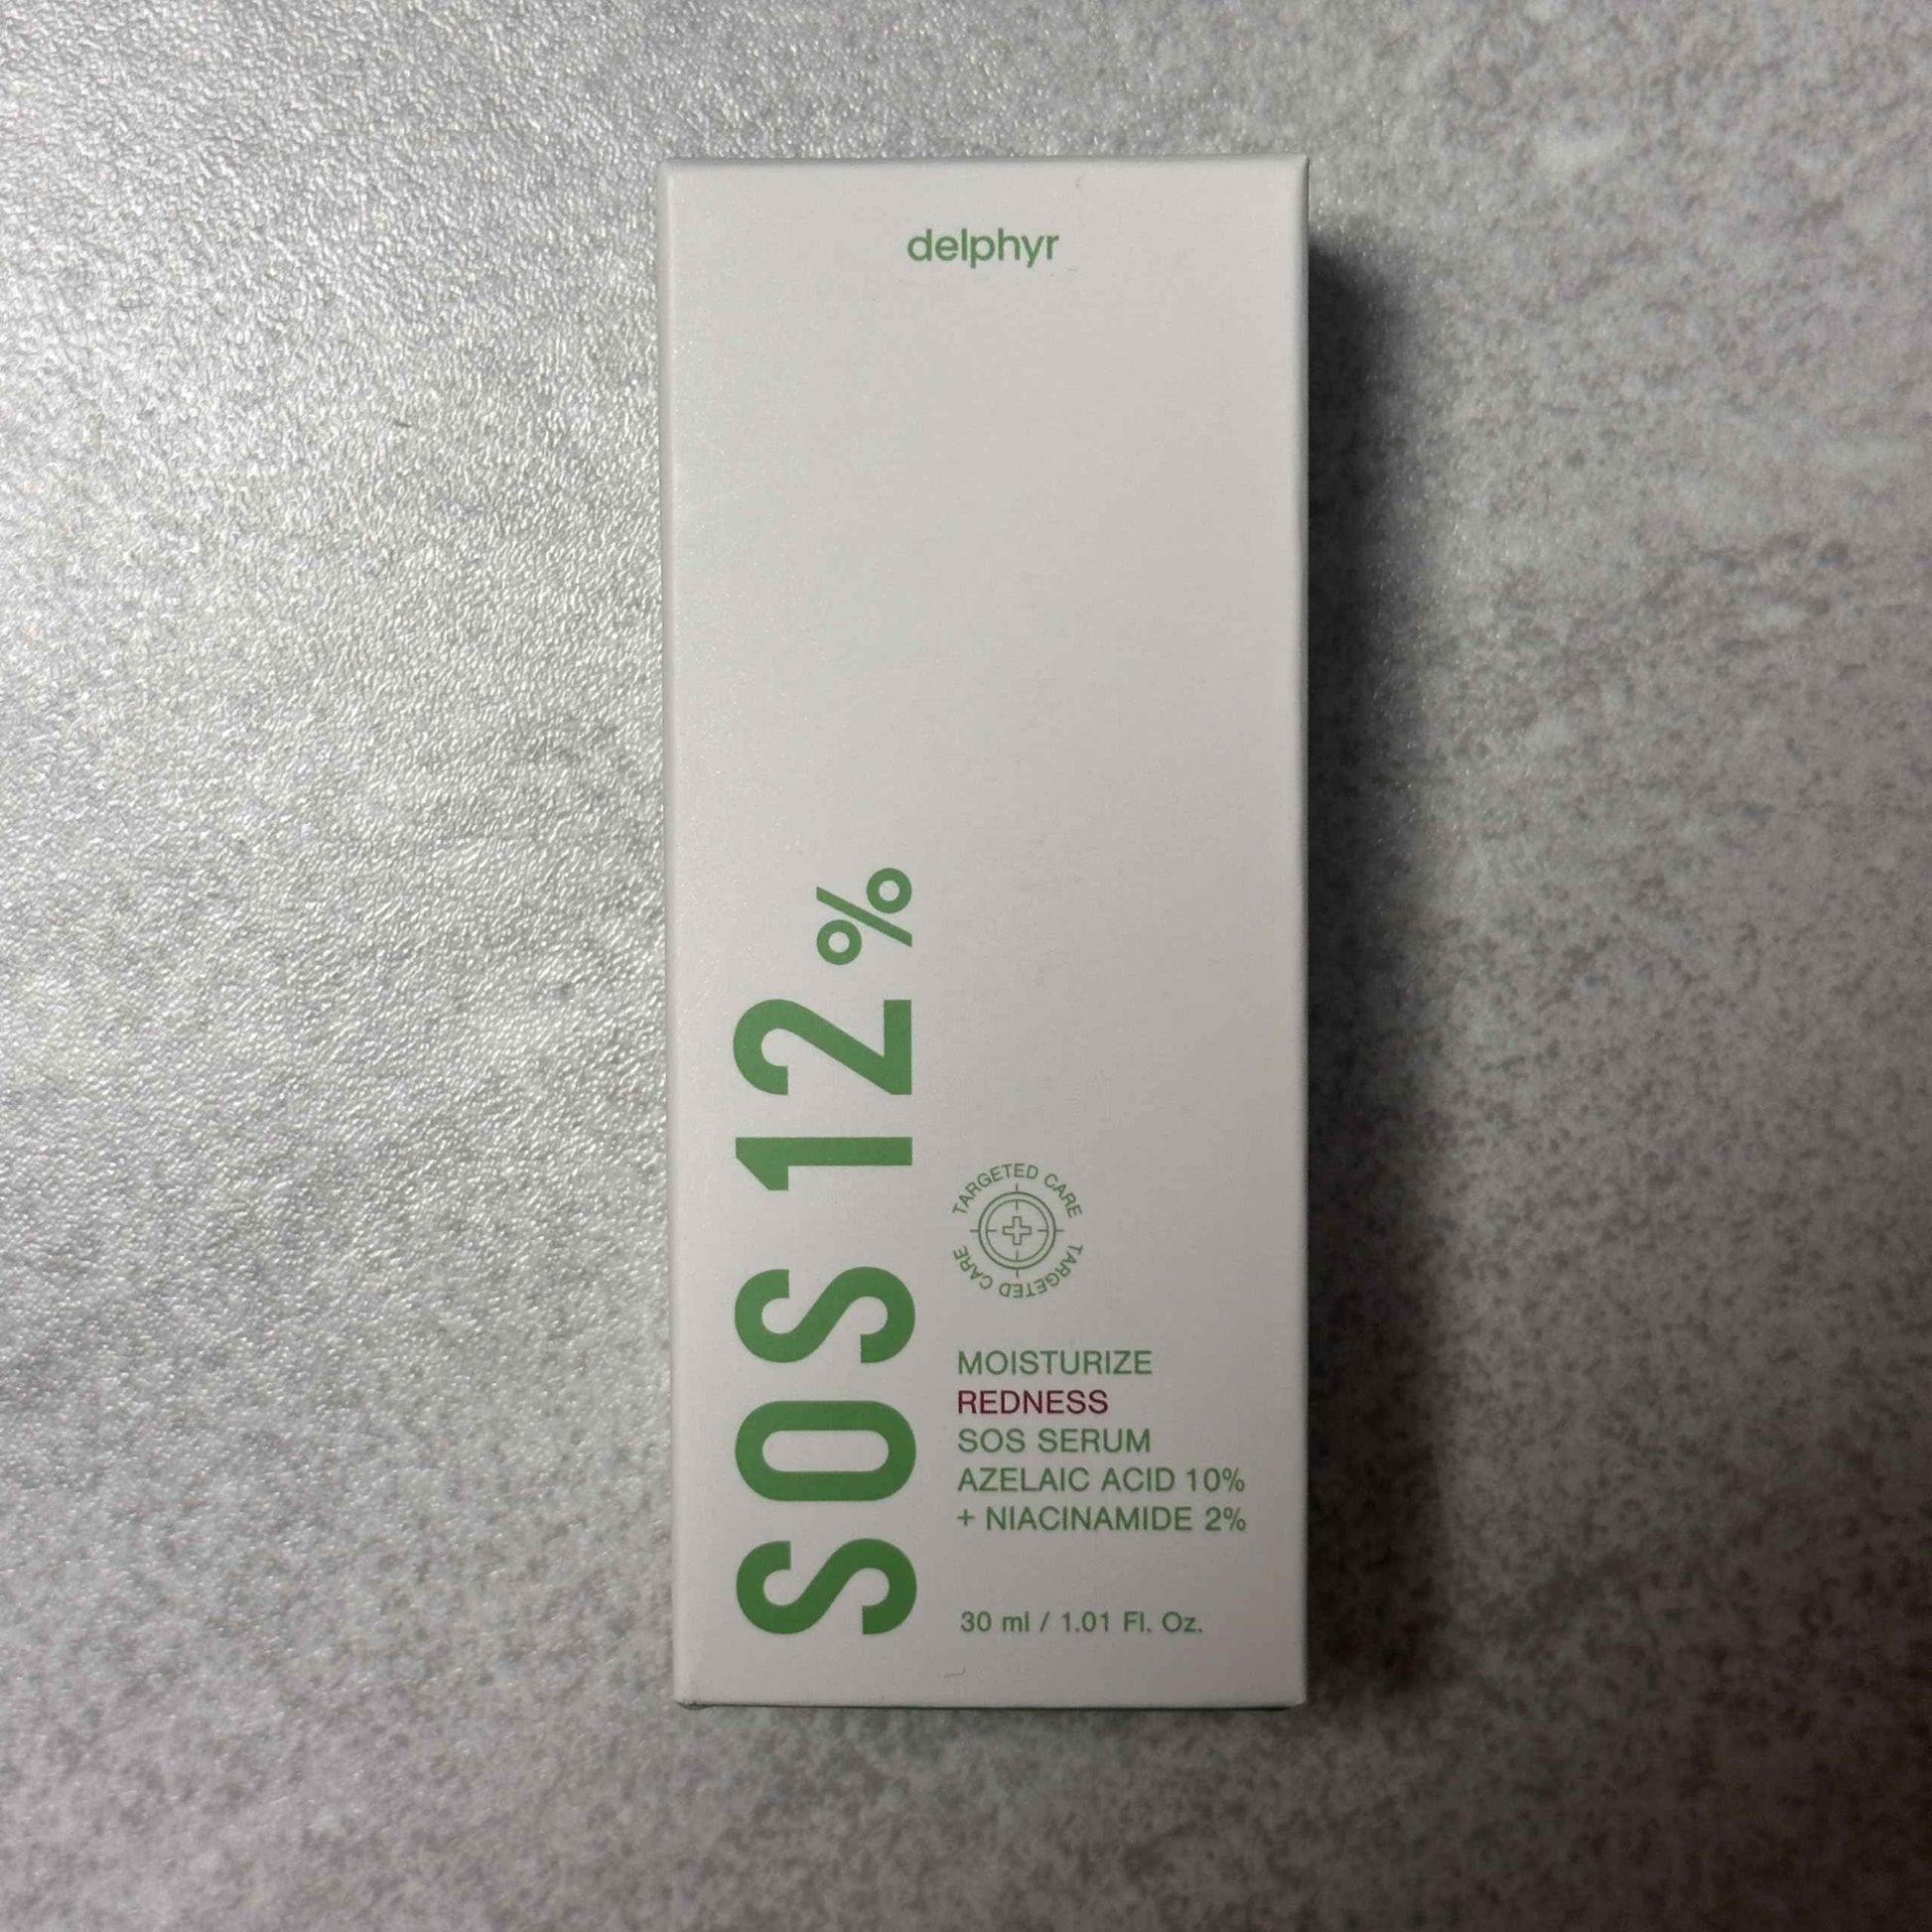 delphyr
SOS 12%
TARGETED CARE
TARGETED CARE
MOISTURIZE
REDNESS
SOS SERUM
AZELAIC ACID 10%
+ NIACINAMIDE 2%
30 ml / 1.01 Fl. Oz.